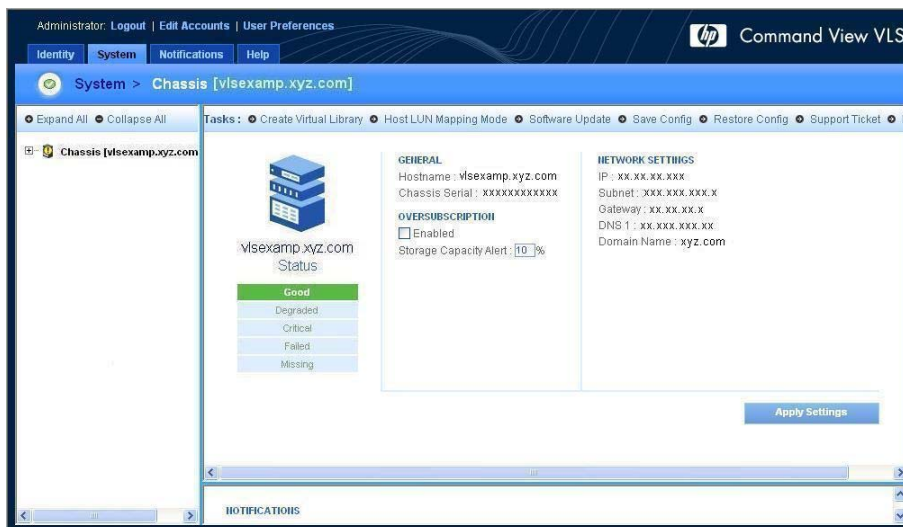 Administrator: Logout | Edit Accounts | User Preferences
hp Command View VLS
Identity System Notifications Help
System > Chassis [vlsexamp.xyz.com]
Expand All Collapse All
Tasks : Create Virtual Library Host LUN Mapping Mode Software Update Save Config Restore Config Support Ticket
Chassis [vlsexamp.xyz.com
vlsexamp.xyz.com
Status
Good
Degraded
Critical
Failed
Missing
GENERAL
Hostname : vlsexamp.xyz.com
Chassis Serial : xxxxxxxxxxxx
OVERSUBSCRIPTION
Enabled
Storage Capacity Alert : 10 %
NETWORK SETTINGS
IP : xx.xx.xx.xxx
Subnet : xxx.xxx.xxx.x
Gateway : xx.xx.xx.x
DNS 1 : xx.xxx.xxx.xx
Domain Name : xyz.com
Apply Settings
NOTIFICATIONS